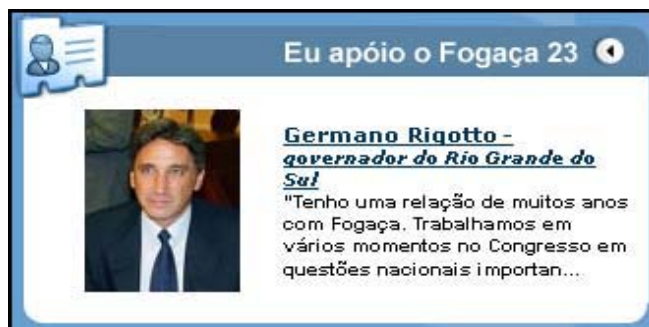 Eu apóio o Fogaça 23
Germano Rigotto -
governador do Rio Grande do
Sul
"Tenho uma relação de muitos anos
com Fogaça. Trabalhamos em
vários momentos no Congresso em
questões nacionais importan...